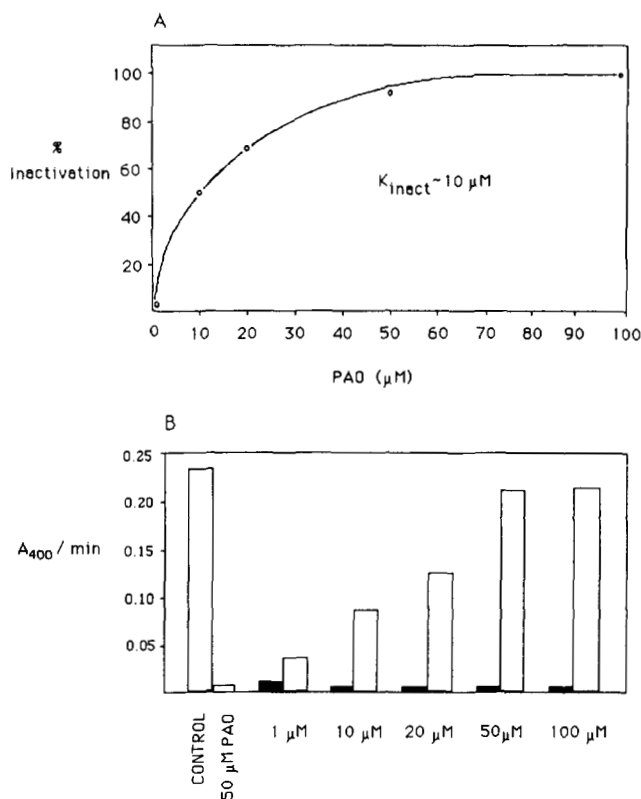 A
%
inactivation
100
80
60
40
20
K inact ~10 µM
0 10 20 30 40 50 60 70 80 90 100
PAO (µM)
B
A400 / min
0.25
0.20
0.15
0.10
0.05
CONTROL
50 µM PAO
1 µM 10 µM 20 µM 50µM 100 µM